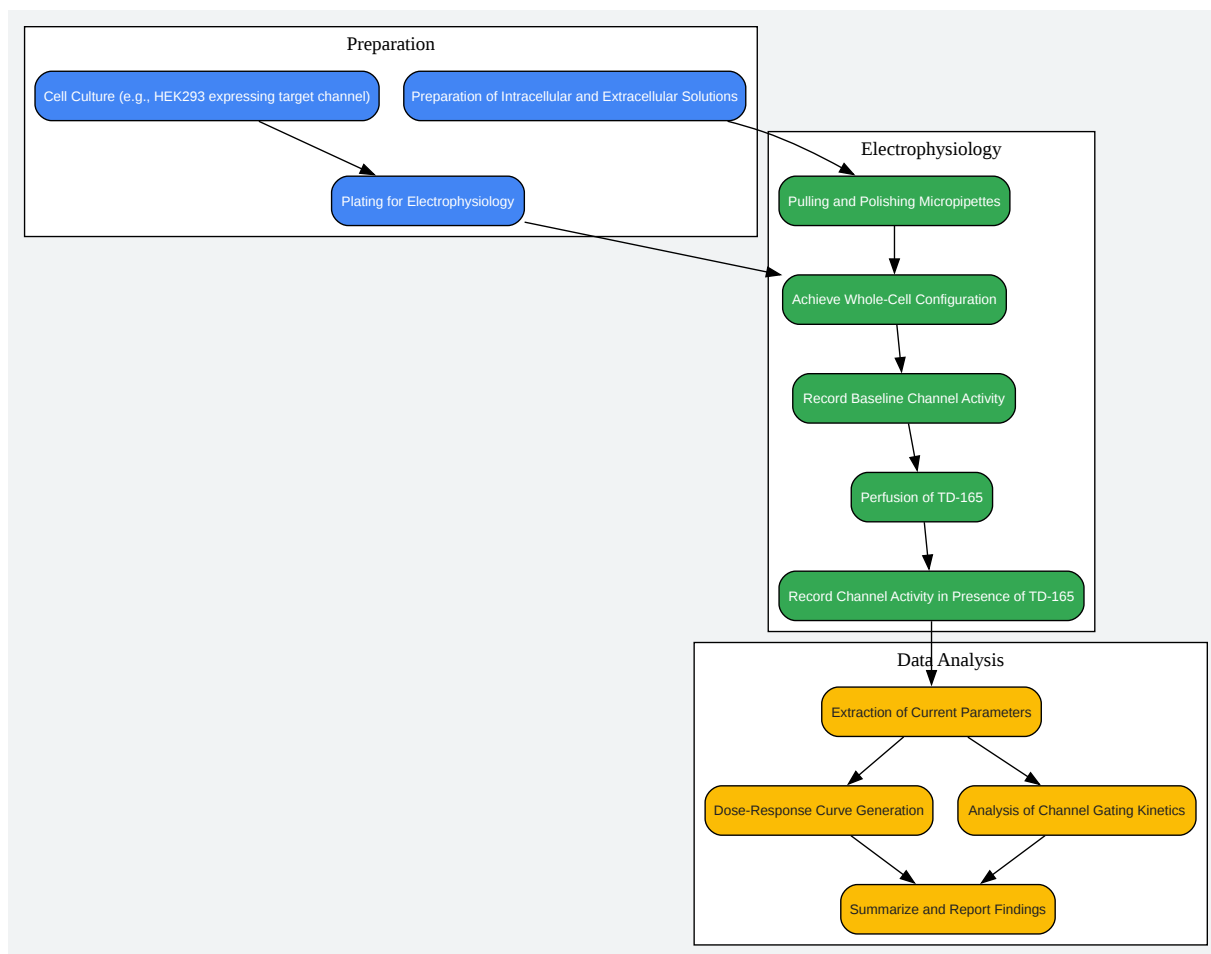 Preparation
Cell Culture (e.g., HEK293 expressing target channel)
Preparation of Intracellular and Extracellular Solutions
Plating for Electrophysiology
Electrophysiology
Pulling and Polishing Micropipettes
Achieve Whole-Cell Configuration
Record Baseline Channel Activity
Perfusion of TD-165
Record Channel Activity in Presence of TD-165
Data Analysis
Extraction of Current Parameters
Dose-Response Curve Generation
Analysis of Channel Gating Kinetics
Summarize and Report Findings